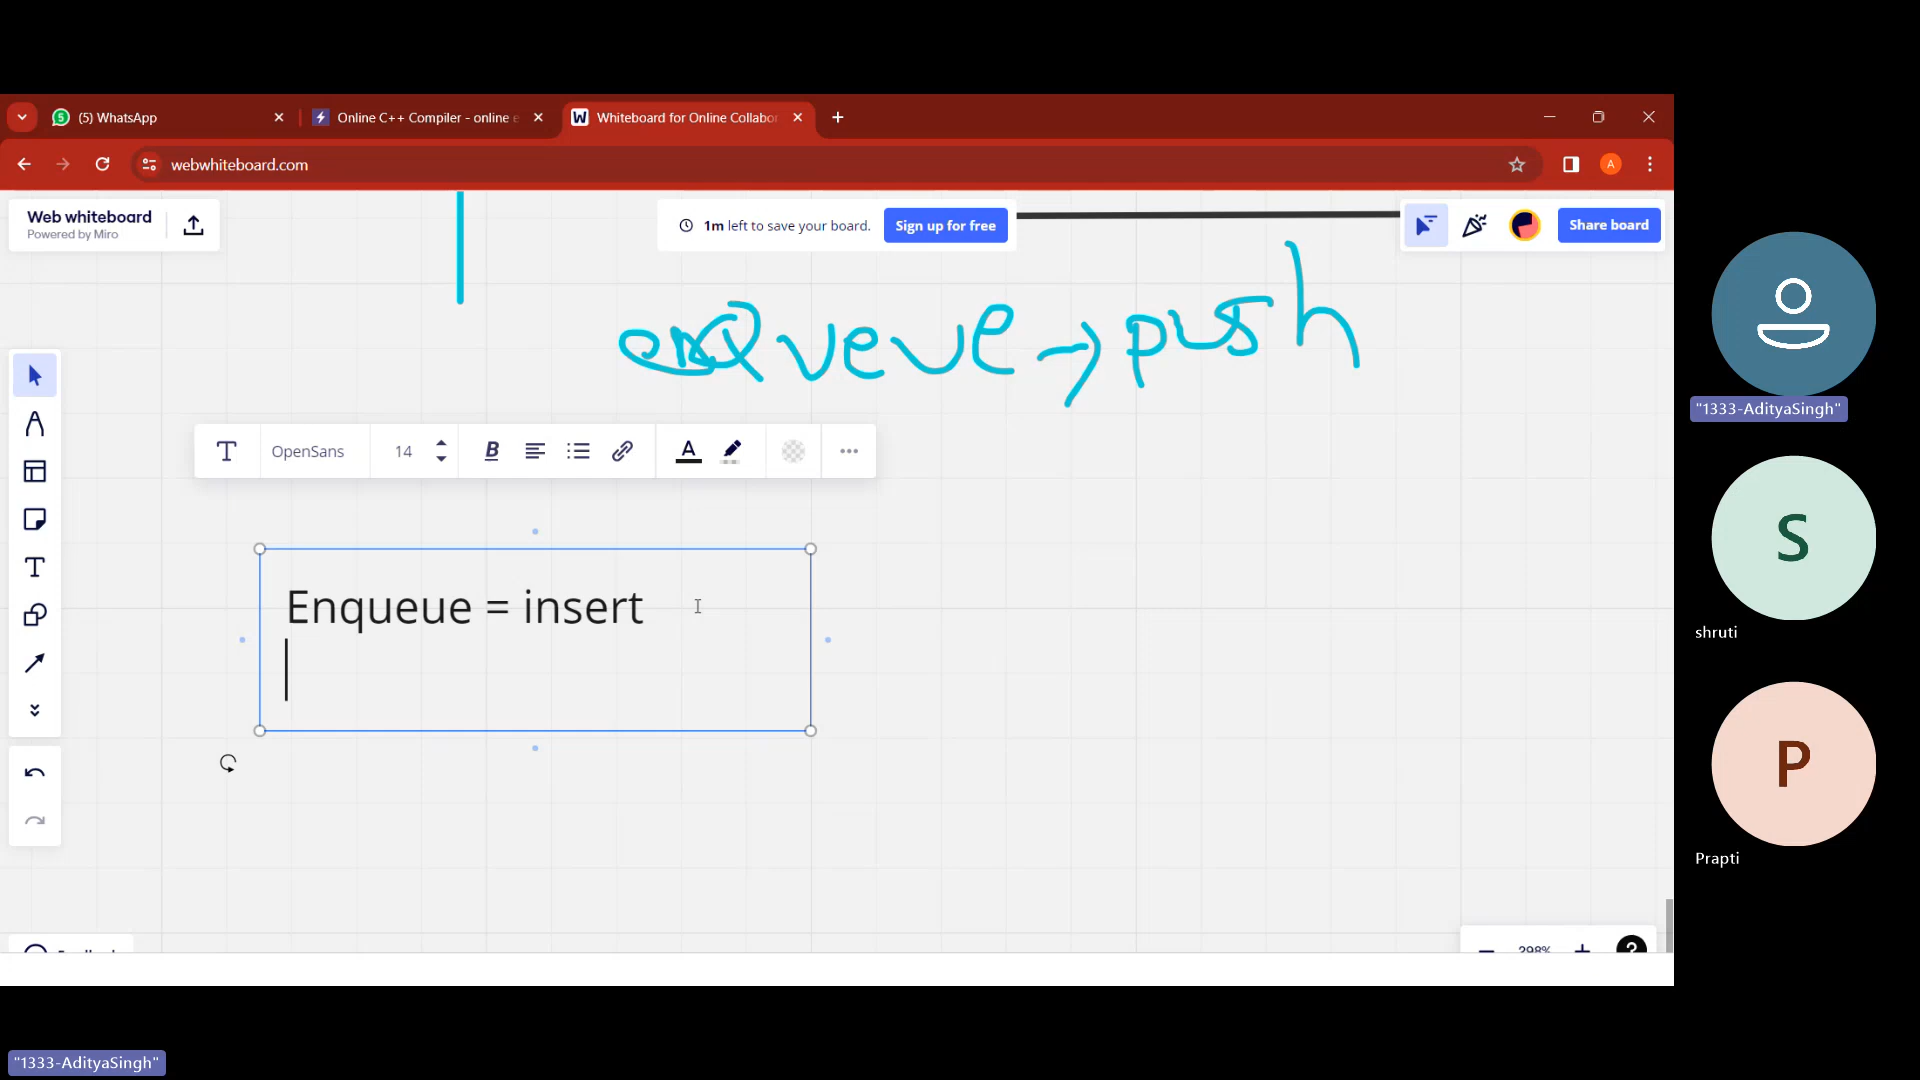 (5) WhatsApp
Online C++ Compiler - online e
Whiteboard for Online Collabor
webwhiteboard.com
Web whiteboard
Powered by Miro
1m left to save your board.
Sign up for free
Share board
enQueue → push
OpenSans
14
Enqueue = insert
298%
"1333-AdityaSingh"
S
shruti
P
Prapti
"1333-AdityaSingh"